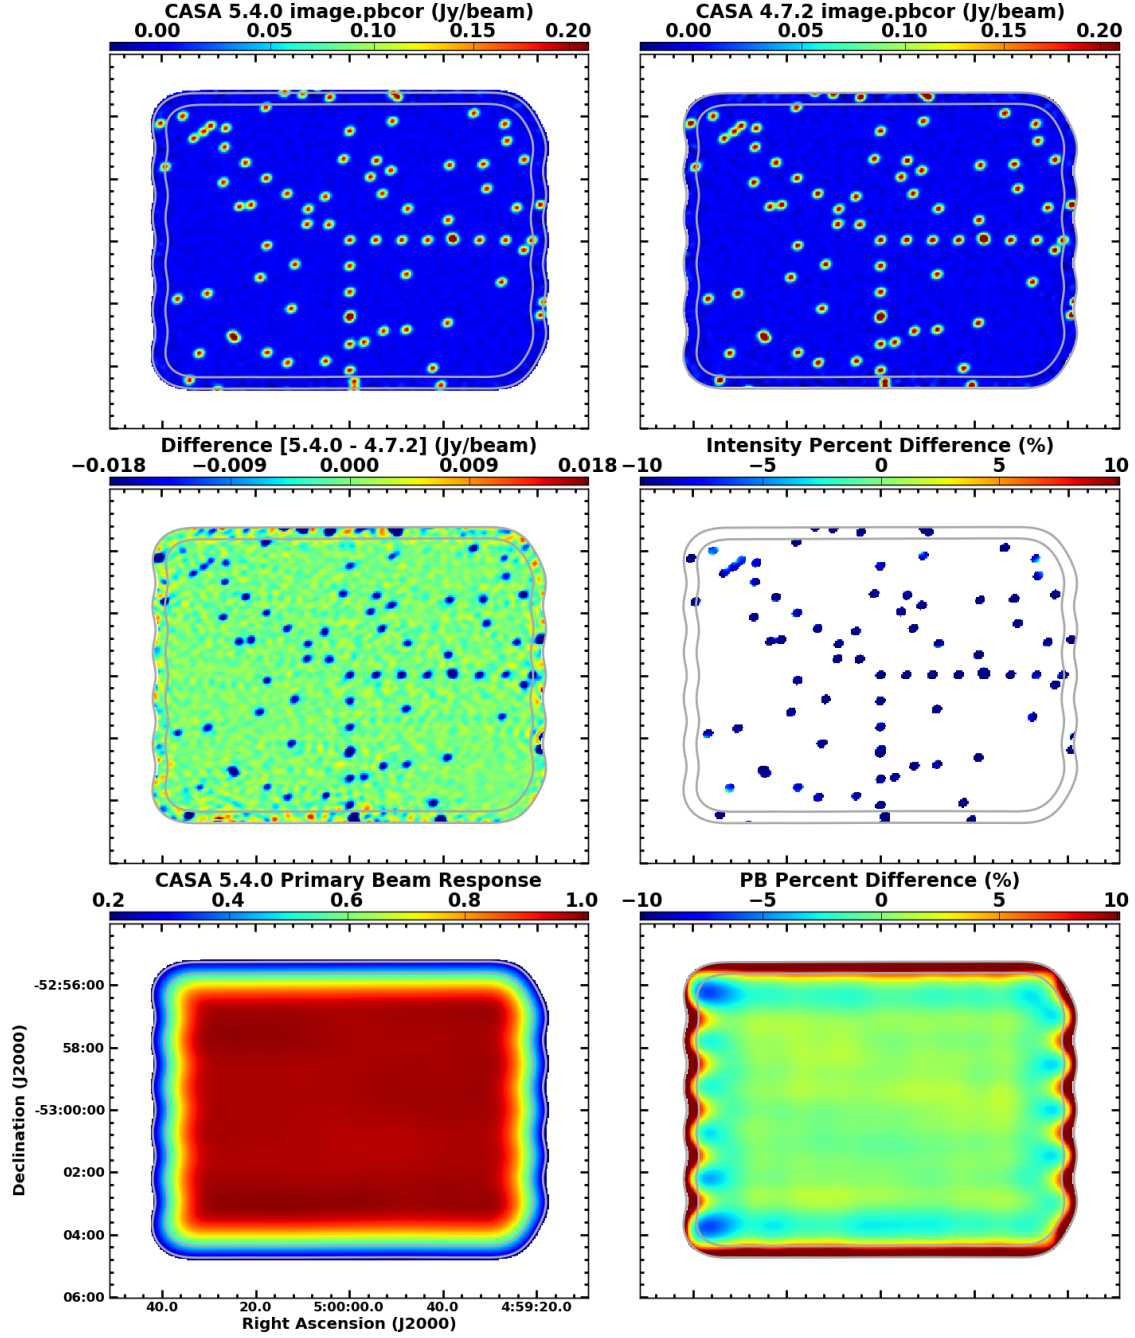 CASA 5.4.0 image.pbcor (Jy/beam)
0.00 0.05 0.10 0.15 0.20
CASA 4.7.2 image.pbcor (Jy/beam)
0.00 0.05 0.10 0.15 0.20
Difference [5.4.0 - 4.7.2] (Jy/beam)
−0.018 −0.009 0.000 0.009 0.018
Intensity Percent Difference (%)
−10 −5 0 5 10
CASA 5.4.0 Primary Beam Response
0.2 0.4 0.6 0.8 1.0
PB Percent Difference (%)
−10 −5 0 5 10
-52:56:00
58:00
-53:00:00
02:00
04:00
06:00
Declination (J2000)
40.0 20.0 5:00:00.0 40.0 4:59:20.0
Right Ascension (J2000)